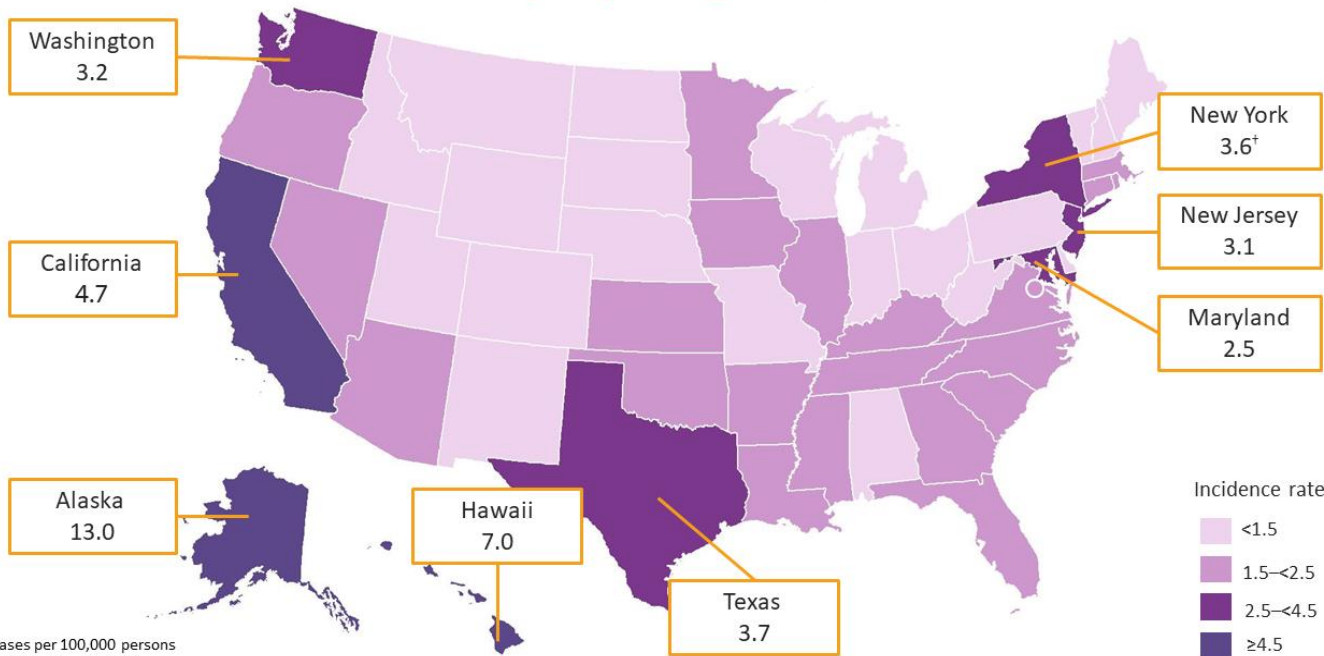 Washington
3.2
New York
3.6†
New Jersey
3.1
California
4.7
Maryland
2.5
Alaska
13.0
Hawaii
7.0
Texas
3.7
Incidence rate
<1.5
1.5–<2.5
2.5–<4.5
≥4.5
ases per 100,000 persons